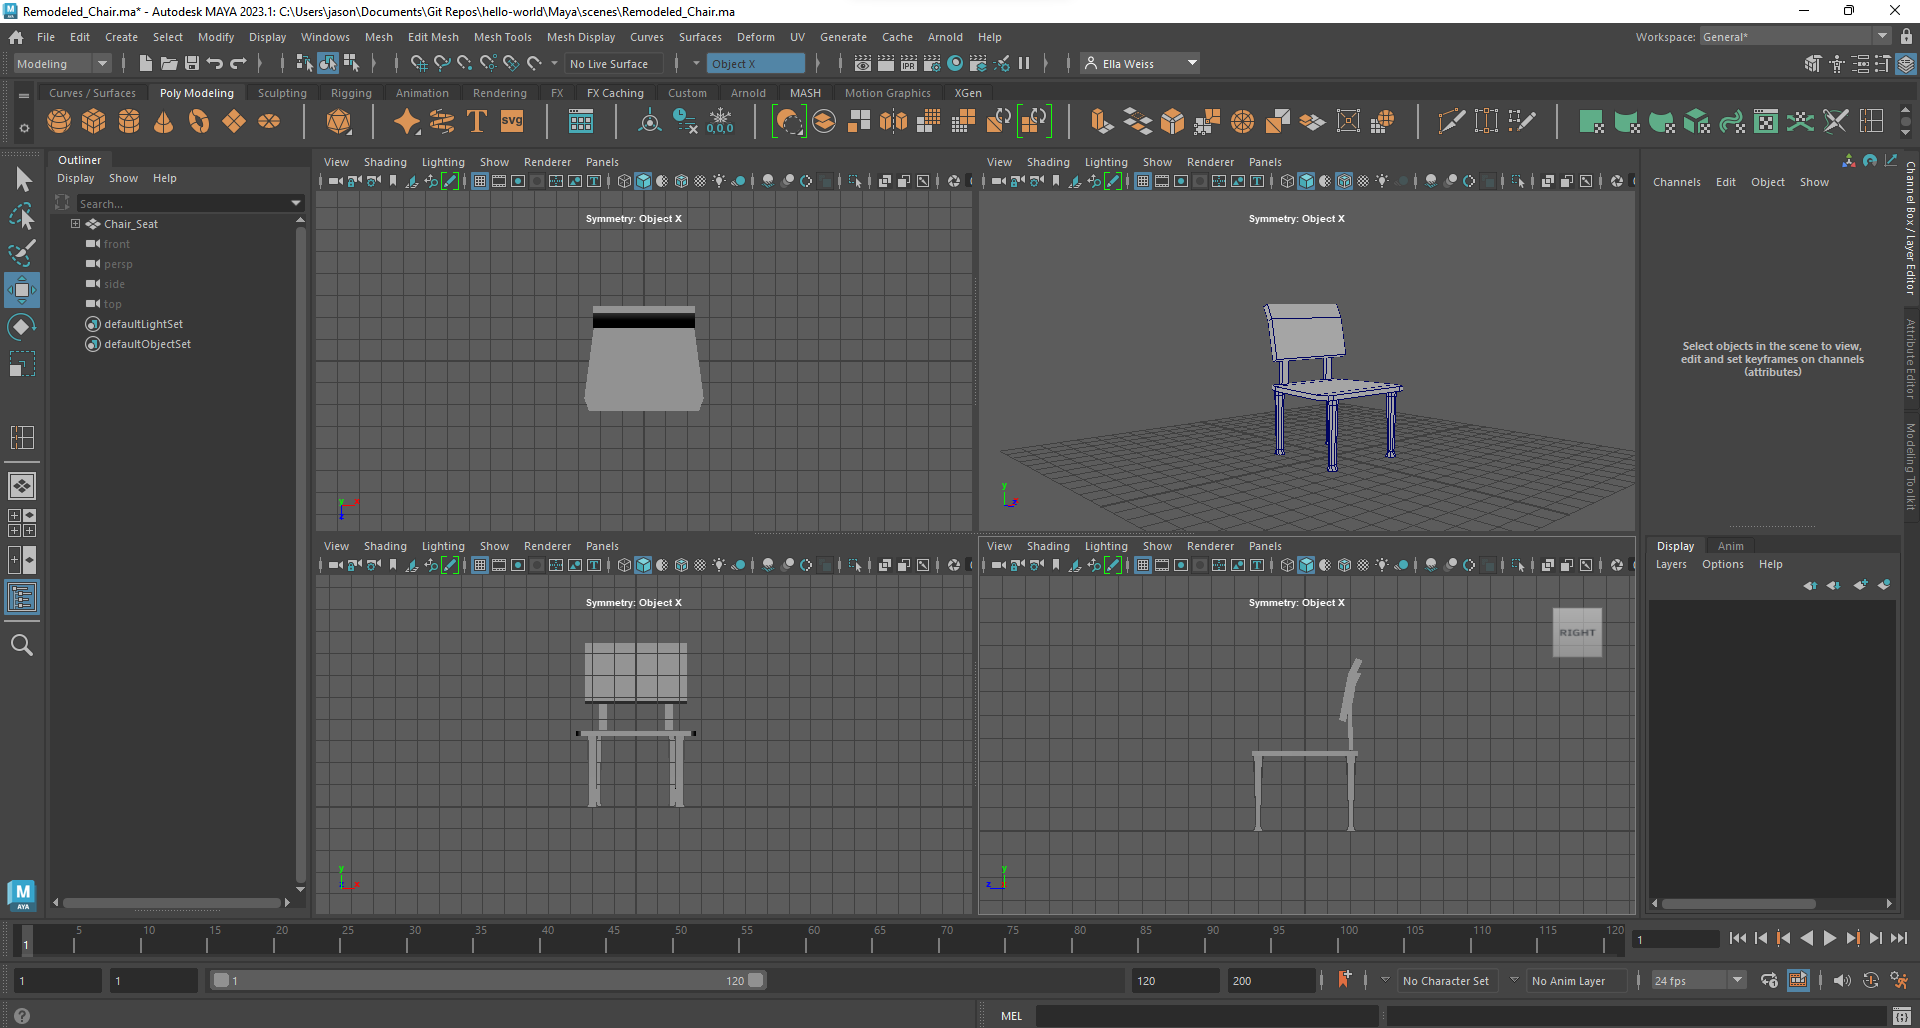 Remodeled_Chair.ma* - Autodesk MAYA 2023.1: C:\Users\jason\Documents\Git Repos\hello-world\Maya\scenes\Remodeled_Chair.ma
File Edit Create Select Modify Display Windows Mesh Edit Mesh Mesh Tools Mesh Display Curves Surfaces Deform UV Generate Cache Arnold Help
Workspace: General*
Modeling
No Live Surface
Object X
IPR
Ella Weiss
Curves / Surfaces Poly Modeling Sculpting Rigging Animation Rendering FX FX Caching Custom Arnold MASH Motion Graphics XGen
T
SVG
0,0,0
Outliner
Display Show Help
Search...
Chair_Seat
front
persp
side
top
defaultLightSet
defaultObjectSet
View Shading Lighting Show Renderer Panels
Symmetry: Object X
y
x
z
View Shading Lighting Show Renderer Panels
Symmetry: Object X
y
z
View Shading Lighting Show Renderer Panels
Symmetry: Object X
y
z
x
View Shading Lighting Show Renderer Panels
Symmetry: Object X
RIGHT
y
z
Channels Edit Object Show
Select objects in the scene to view,
edit and set keyframes on channels
(attributes)
Channel Box / Layer Editor
Attribute Editor
Modeling Toolkit
Display Anim
Layers Options Help
M
AYA
1
5 10 15 20 25 30 35 40 45 50 55 60 65 70 75 80 85 90 95 100 105 110 115 120
1
1
1
1
120
120
200
No Character Set
No Anim Layer
24 fps
MEL